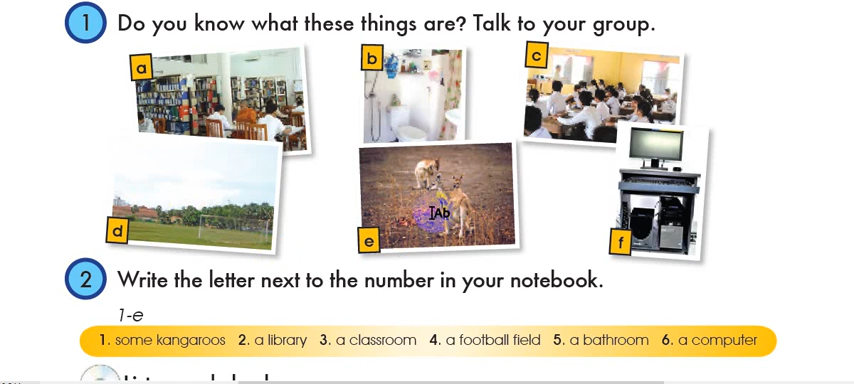 1 Do you know what these things are? Talk to your group.
a
b
c
d
e
f
Ab
2 Write the letter next to the number in your notebook.
1-e
1. some kangaroos 2. a library 3. a classroom 4. a football field 5. a bathroom 6. a computer